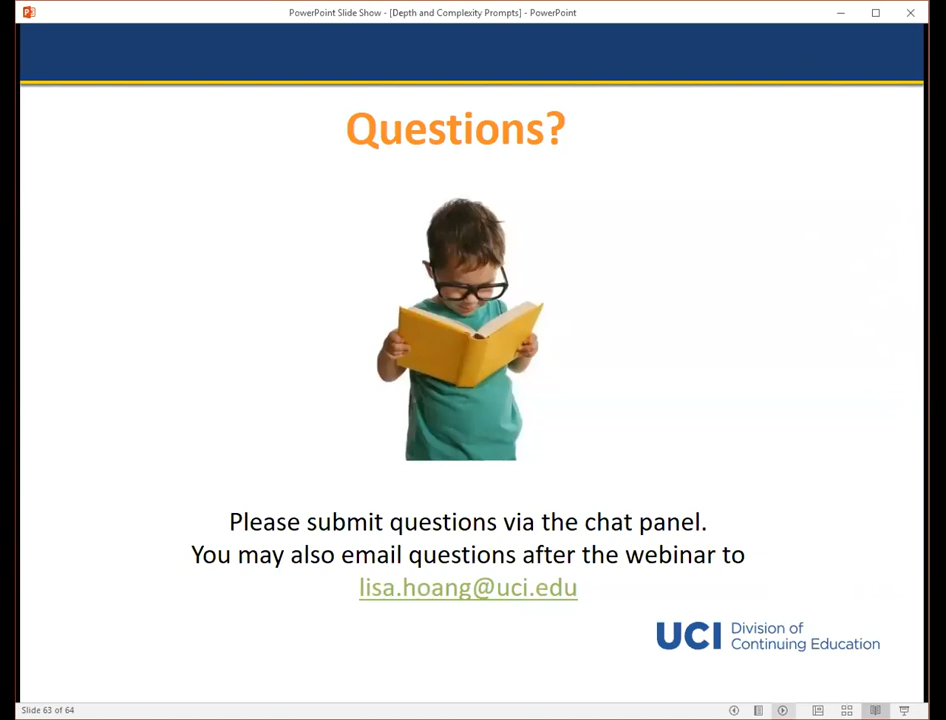 PowerPoint Slide Show - [Depth and Complexity Prompts] - PowerPoint
Questions?
Please submit questions via the chat panel.
You may also email questions after the webinar to
lisa.hoang@uci.edu
UCI Division of
Continuing Education
Slide 63 of 64